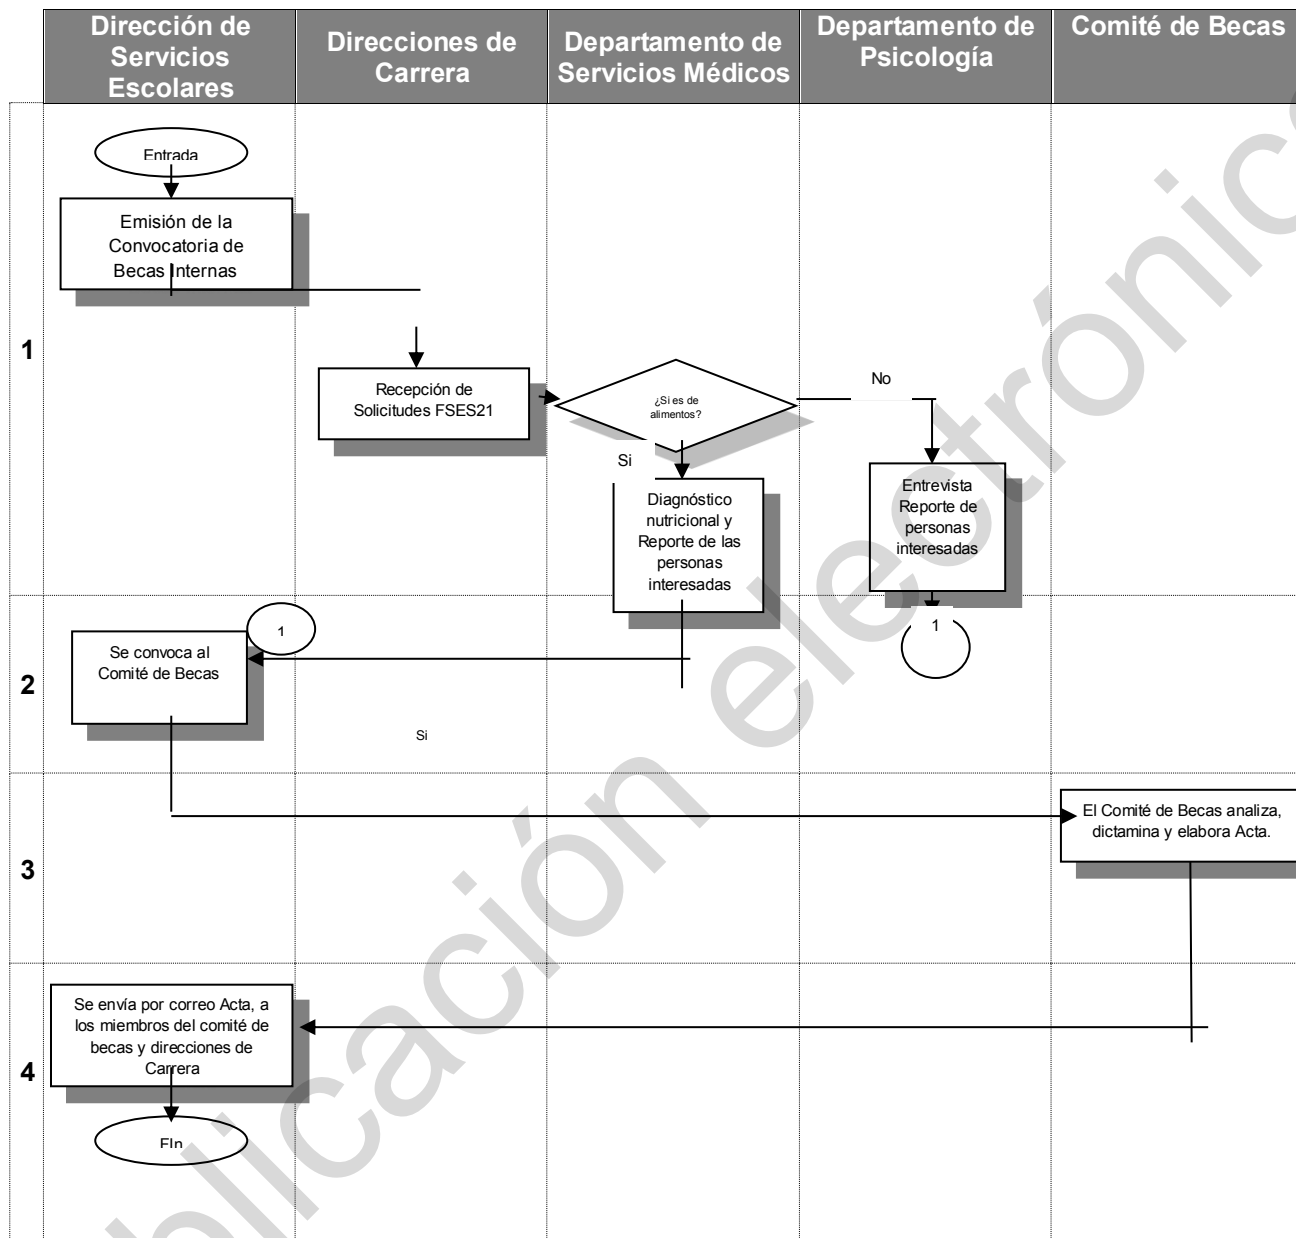 Dirección de
Servicios
Escolares
Direcciones de
Carrera
Departamento de
Servicios Médicos
Departamento de
Psicología
Comité de Becas
1
Entrada
Emisión de la
Convocatoria de
Becas Internas
Recepción de
Solicitudes FSES21
¿Si es de
alimentos?
No
Si
Diagnóstico
nutricional y
Reporte de las
personas
interesadas
Entrevista
Reporte de
personas
interesadas
2
1
Se convoca al
Comité de Becas
1
Si
3
El Comité de Becas analiza,
dictamina y elabora Acta.
4
Se envía por correo Acta, a
los miembros del comité de
becas y direcciones de
Carrera
FIn
blicación electrónic